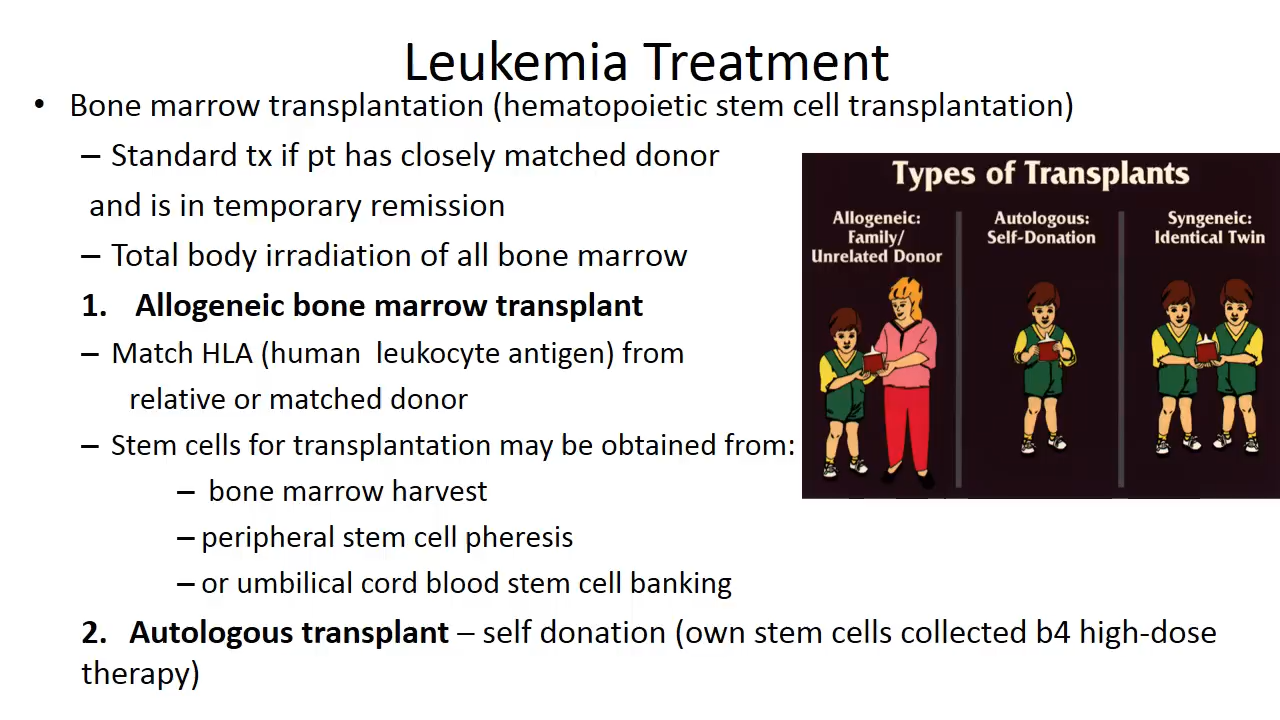 Leukemia Treatment
• Bone marrow transplantation (hematopoietic stem cell transplantation)
– Standard tx if pt has closely matched donor
and is in temporary remission
– Total body irradiation of all bone marrow
1. Allogeneic bone marrow transplant
– Match HLA (human leukocyte antigen) from
relative or matched donor
– Stem cells for transplantation may be obtained from:
– bone marrow harvest
– peripheral stem cell pheresis
– or umbilical cord blood stem cell banking
2. Autologous transplant – self donation (own stem cells collected b4 high-dose
therapy)
Types of Transplants
Allogeneic:
Family/
Unrelated Donor
Autologous:
Self-Donation
Syngeneic:
Identical Twin